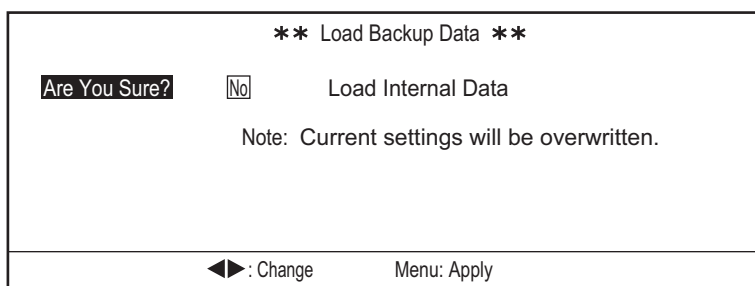 ** Load Backup Data **
Are You Sure? No Load Internal Data
Note: Current settings will be overwritten.
◀▶: Change Menu: Apply